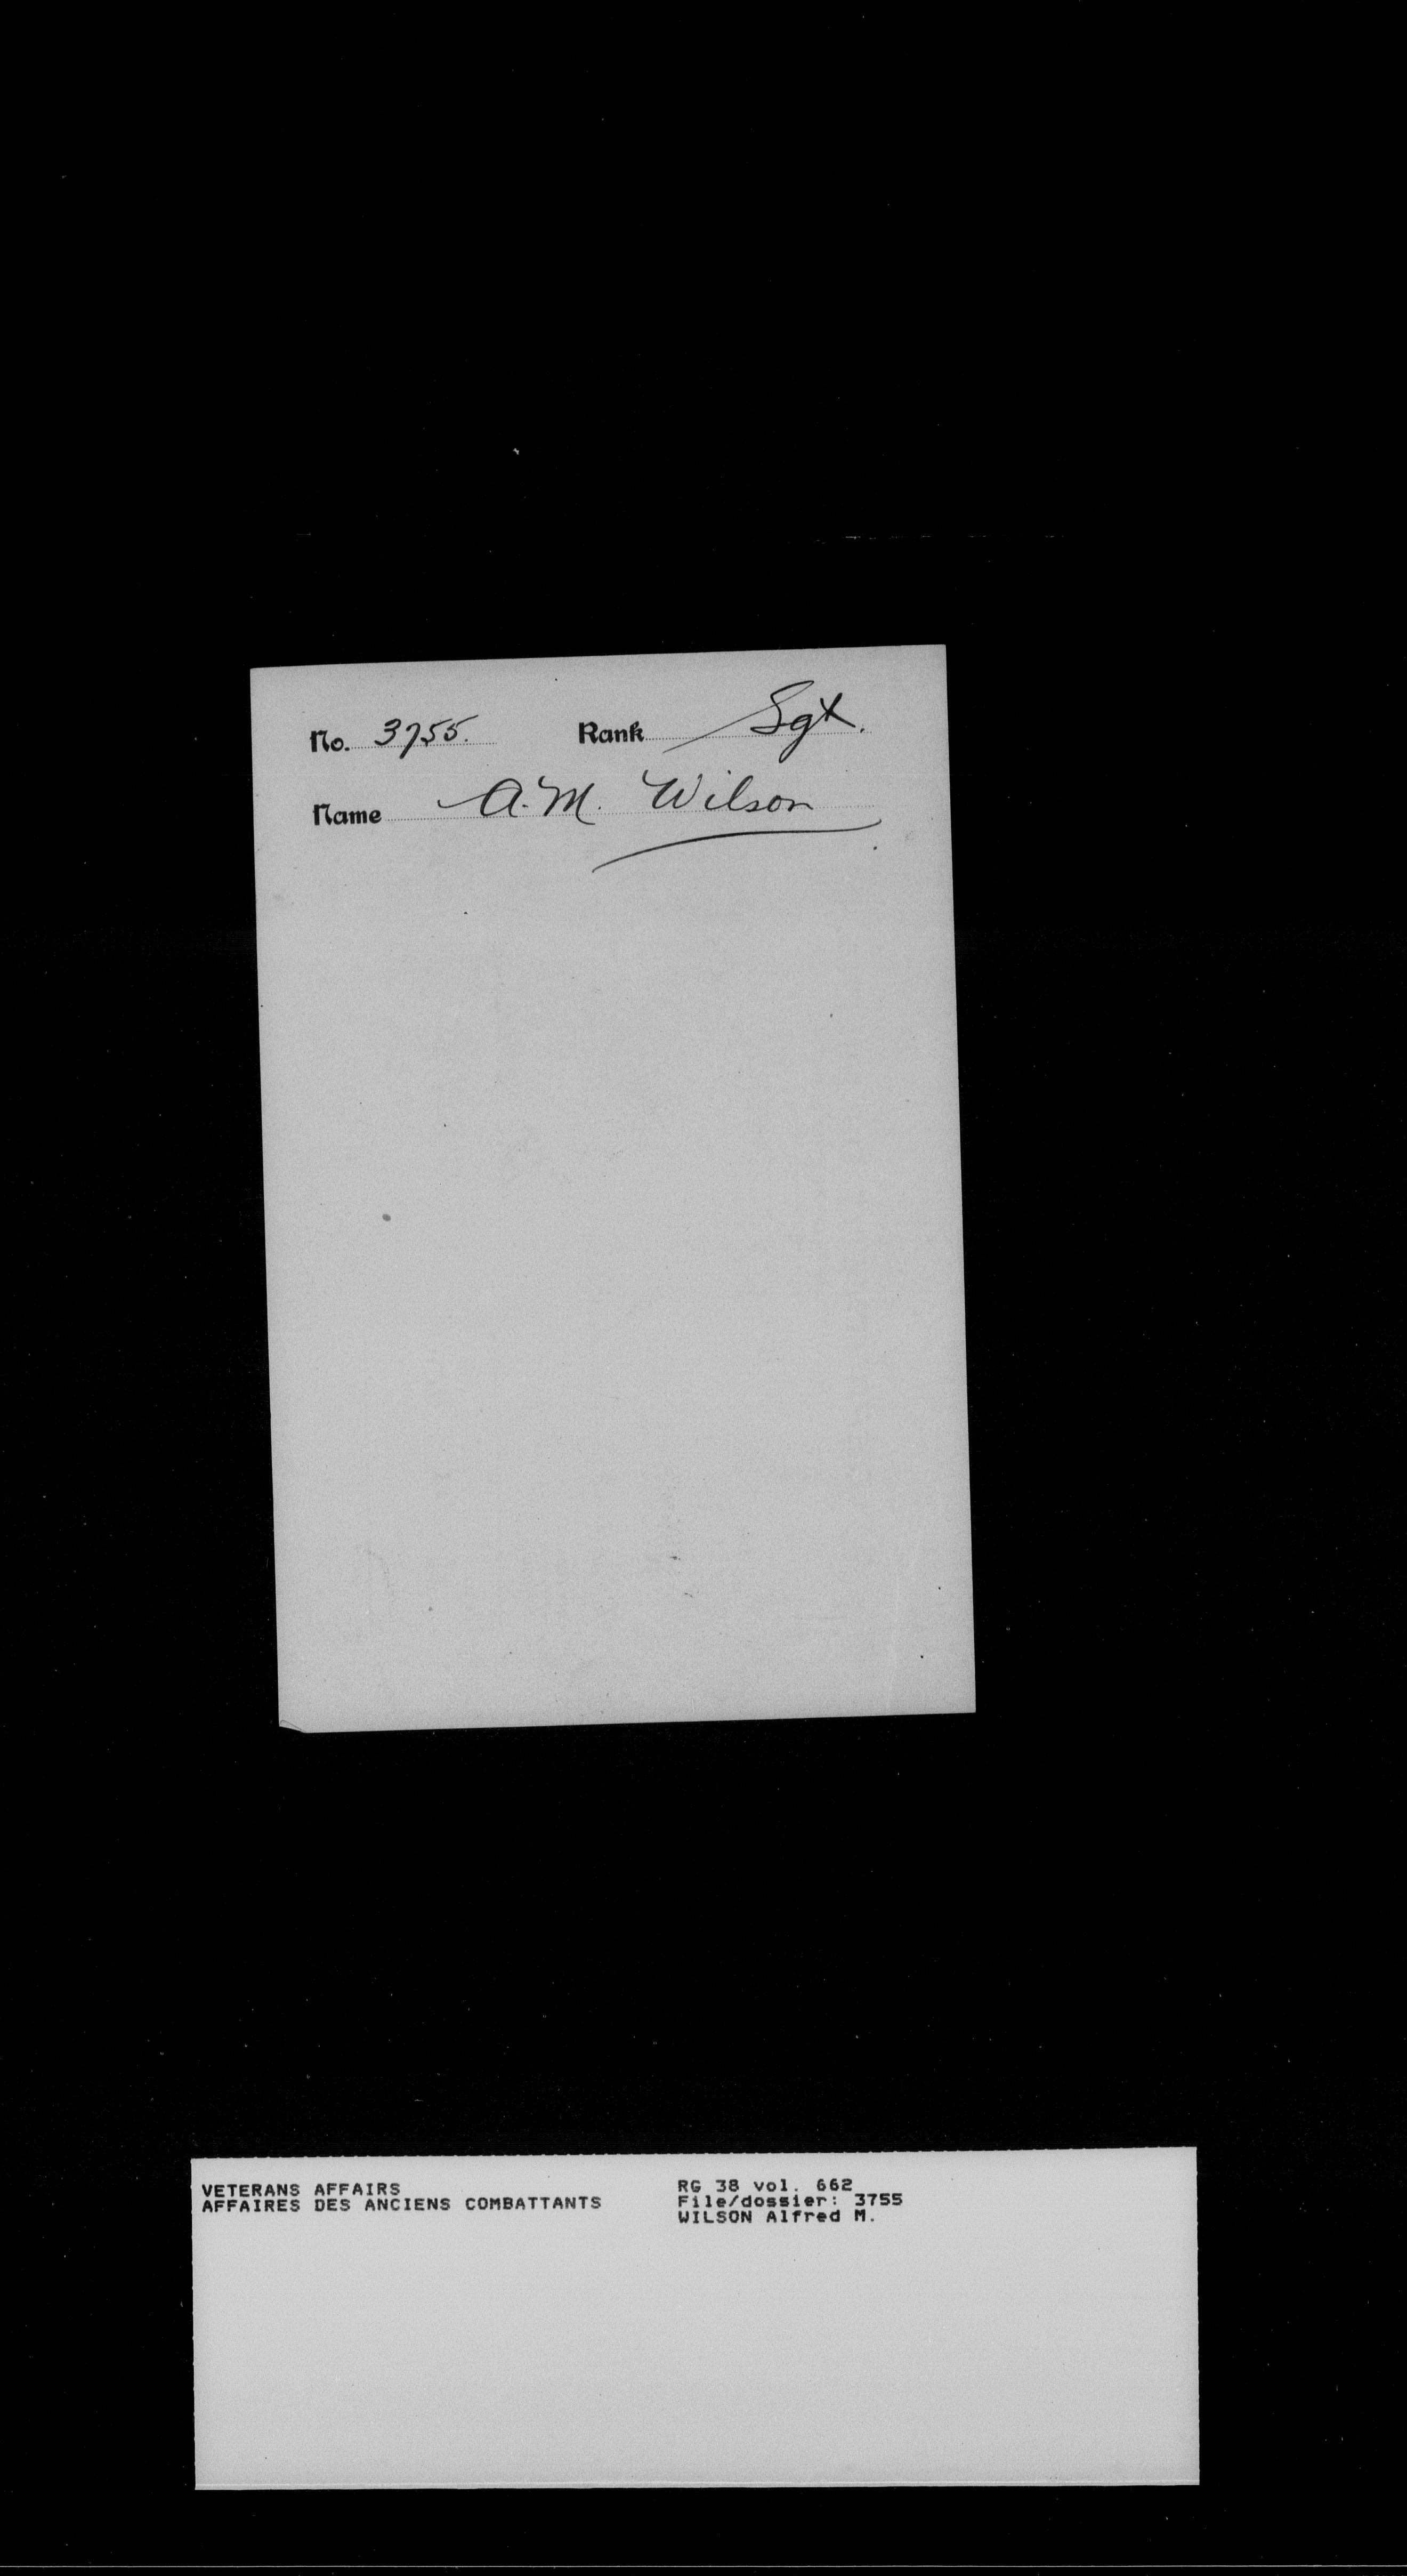 No. 3755. Rank Sgt.
Name A. M. Wilson
VETERANS AFFAIRS
AFFAIRES DES ANCIENS COMBATTANTS
RG 38 vol. 662
File/dossier: 3755
WILSON Alfred M.